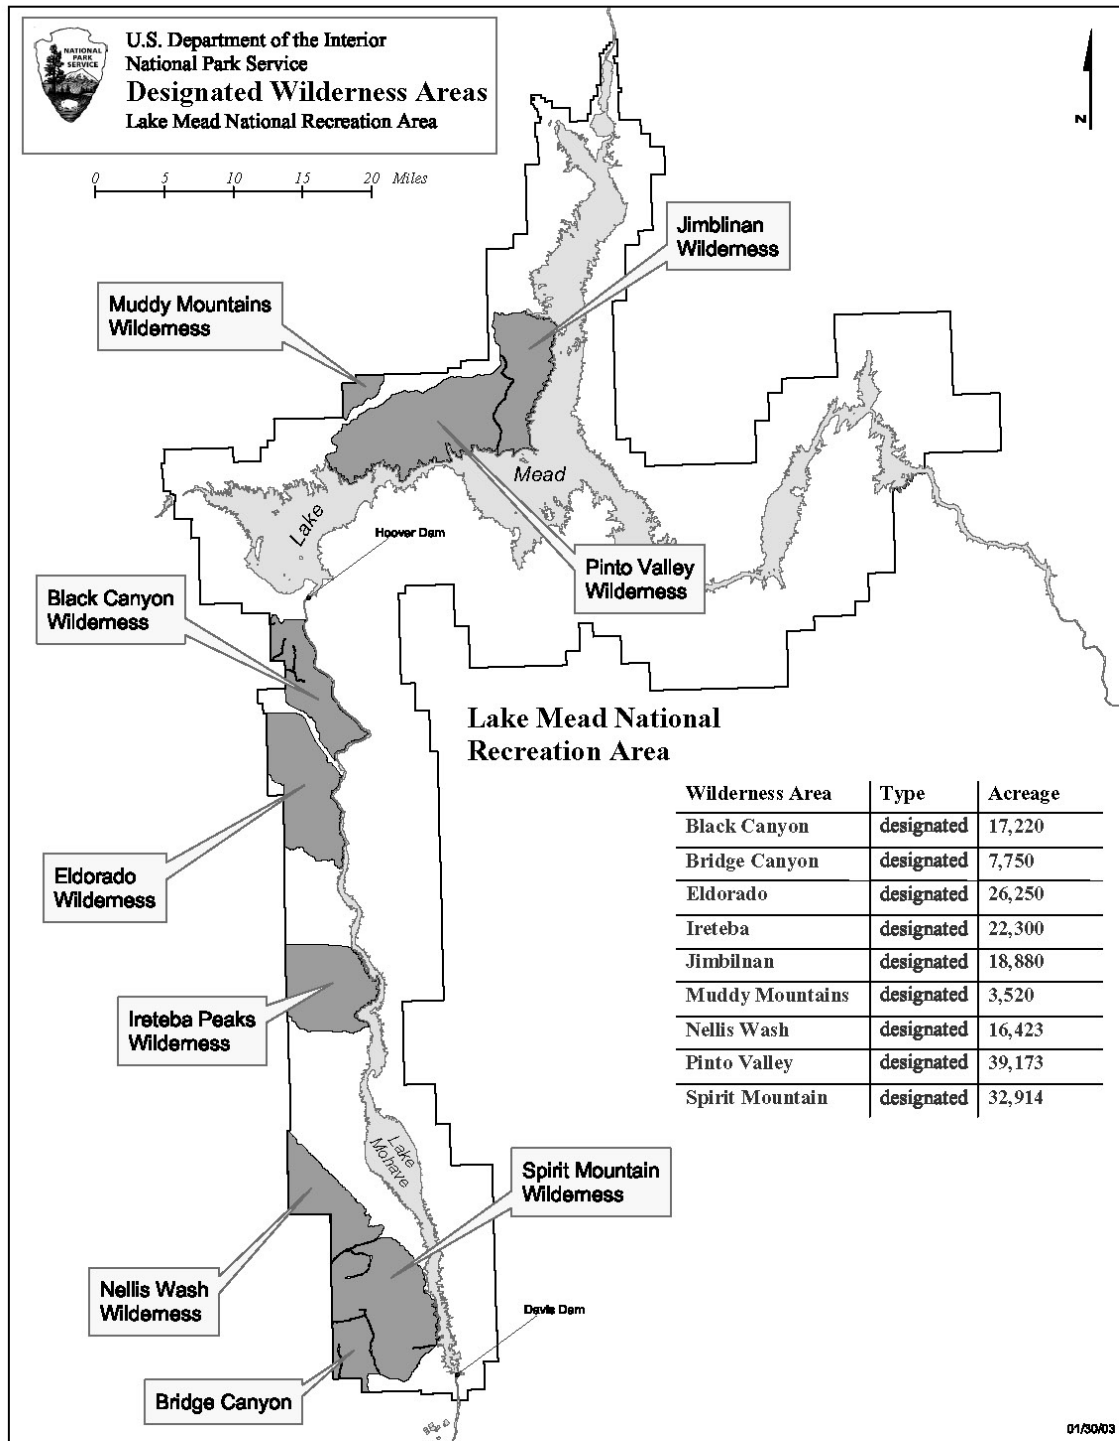 NATIONAL
PARK
SERVICE
U.S. Department of the Interior
National Park Service
Designated Wilderness Areas
Lake Mead National Recreation Area
N
0 5 10 15 20 Miles
Jimblinan
Wilderness
Muddy Mountains
Wilderness
Mead
Lake
Hoover Dam
Pinto Valley
Wilderness
Black Canyon
Wilderness
Lake Mead National
Recreation Area
Wilderness Area Type Acreage
Black Canyon designated 17,220
Bridge Canyon designated 7,750
Eldorado designated 26,250
Ireteba designated 22,300
Jimbilnan designated 18,880
Muddy Mountains designated 3,520
Nellis Wash designated 16,423
Pinto Valley designated 39,173
Spirit Mountain designated 32,914
Eldorado
Wilderness
Ireteba Peaks
Wilderness
Lake
Mohave
Spirit Mountain
Wilderness
Nellis Wash
Wilderness
Davis Dam
Bridge Canyon
01/30/03